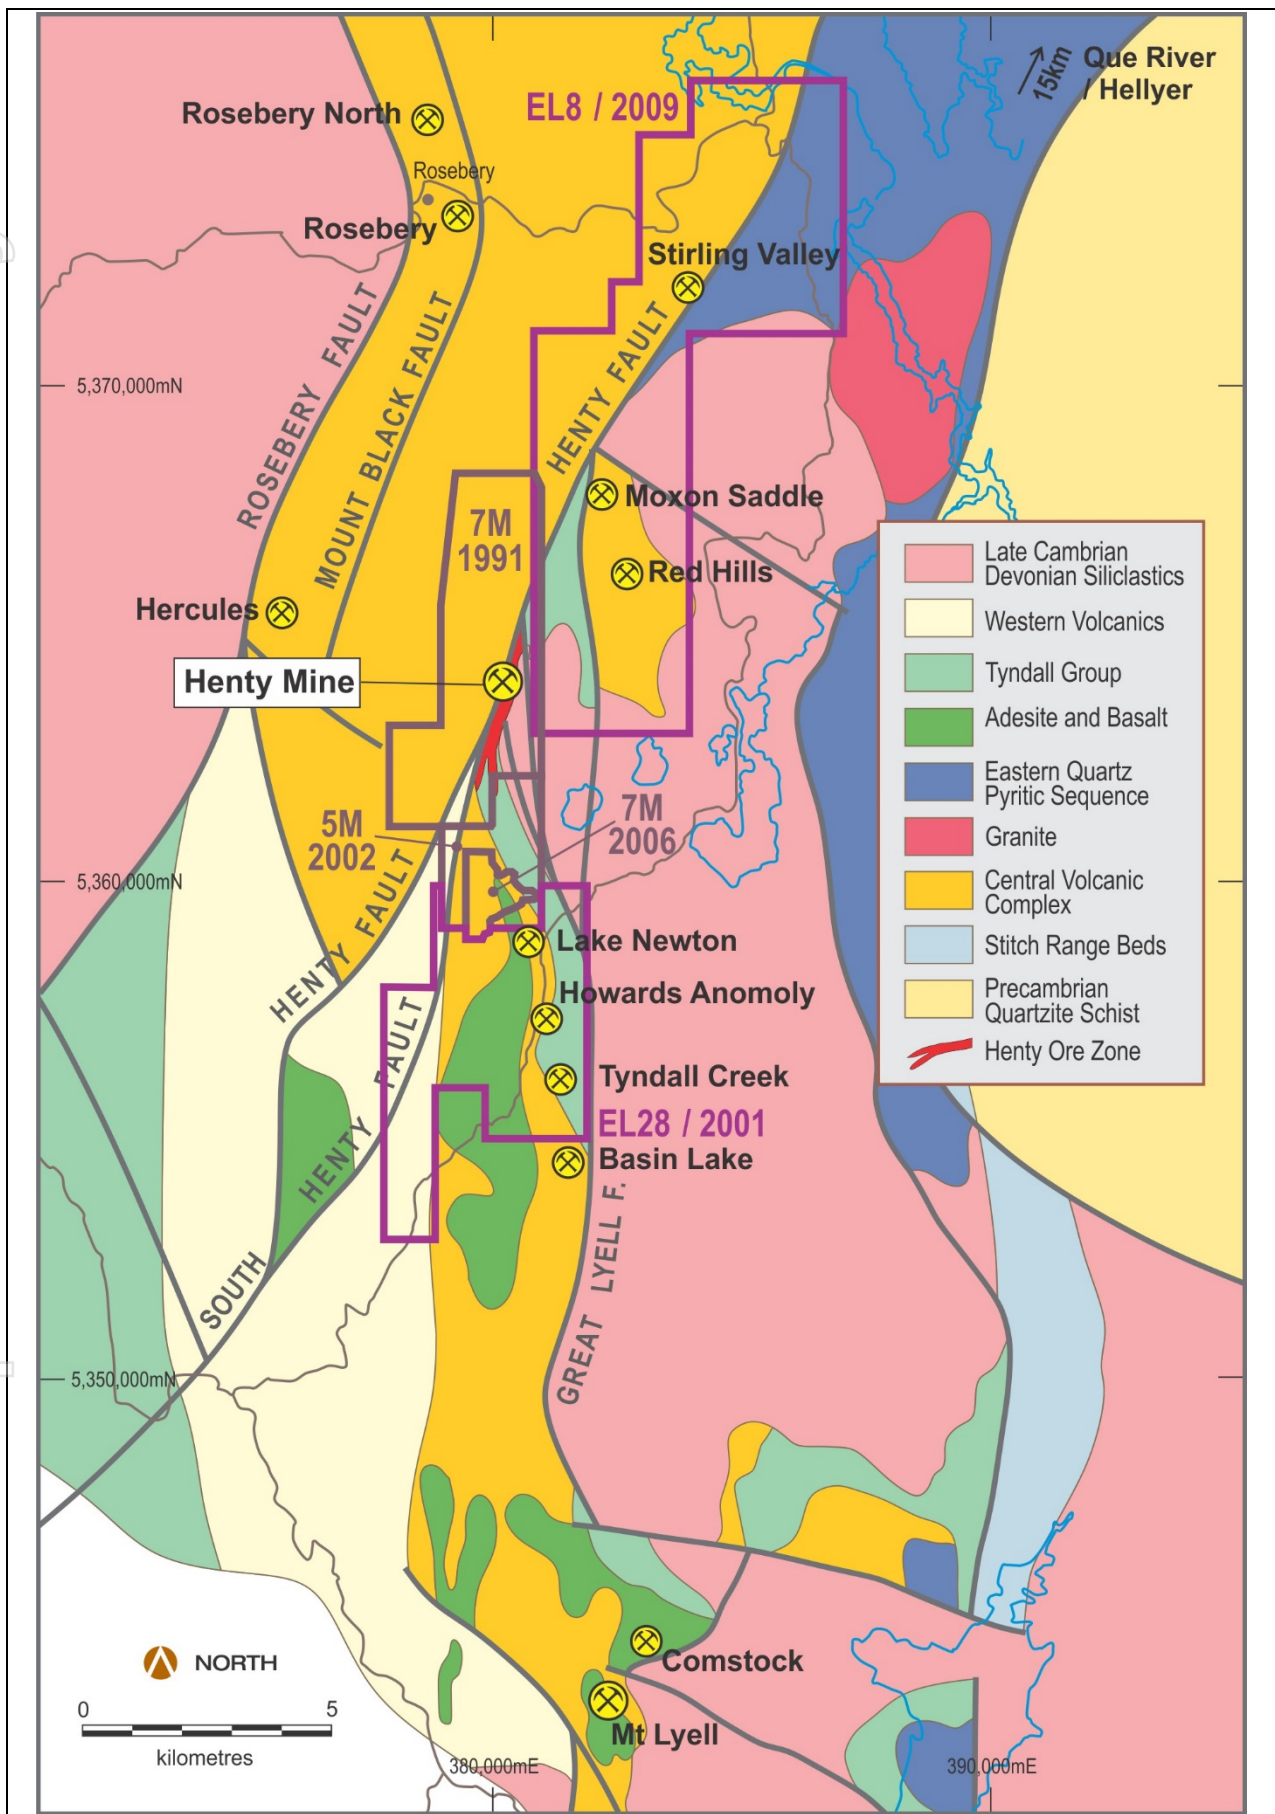 Que River
/ Hellyer
15km
EL8 / 2009
Rosebery North
Rosebery
Rosebery
Stirling Valley
ROSEBERY FAULT
MOUNT BLACK FAULT
HENTY FAULT
5,370,000mN
7M
1991
Moxon Saddle
Red Hills
Hercules
Henty Mine
5M
2002
7M
2006
5,360,000mN
HENTY FAULT
Lake Newton
Howards Anomoly
Tyndall Creek
EL28 / 2001
Basin Lake
SOUTH HENTY FAULT
GREAT LYELL F.
5,350,000mN
Late Cambrian
Devonian Siliclastics
Western Volcanics
Tyndall Group
Adesite and Basalt
Eastern Quartz
Pyritic Sequence
Granite
Central Volcanic
Complex
Stitch Range Beds
Precambrian
Quartzite Schist
Henty Ore Zone
Comstock
Mt Lyell
NORTH
0 5
kilometres
380,000mE
390,000mE